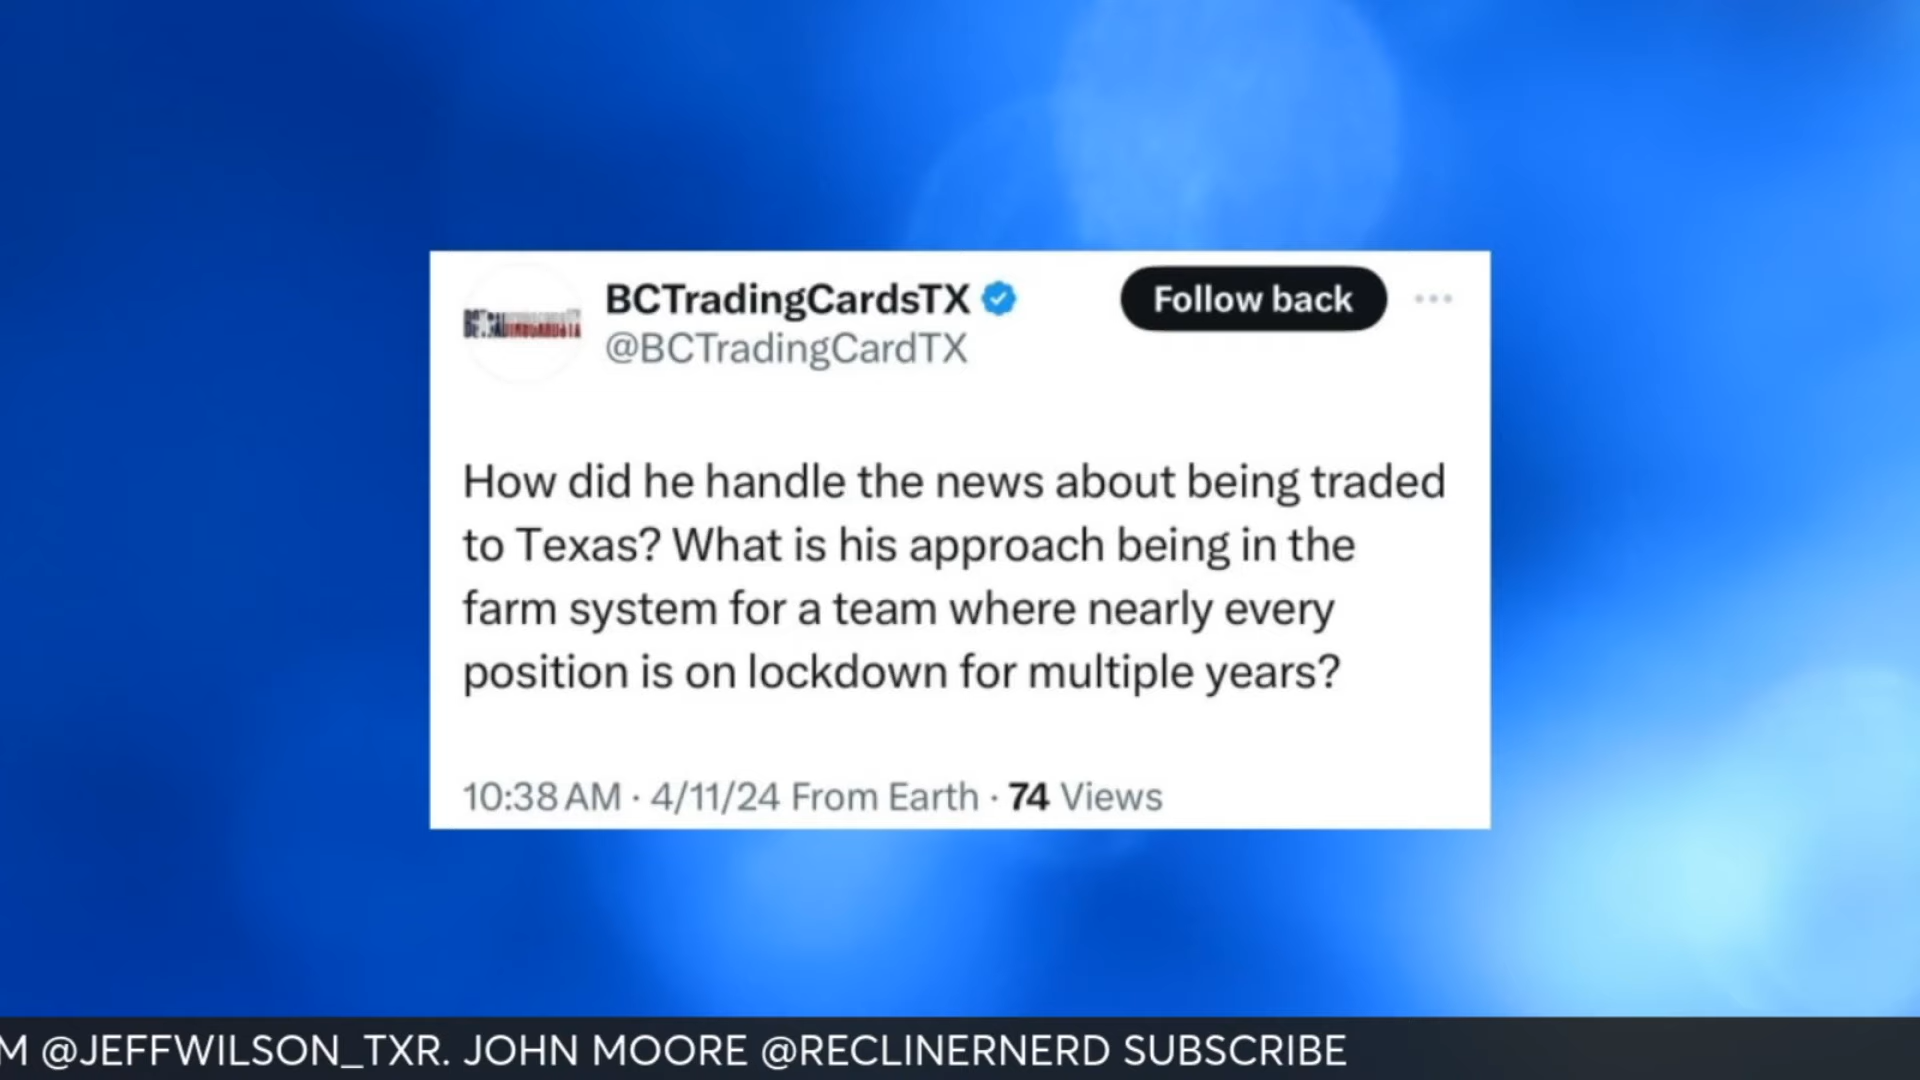 BCTradingCardsTX
@BCTradingCardTX
Follow back
How did he handle the news about being traded
to Texas? What is his approach being in the
farm system for a team where nearly every
position is on lockdown for multiple years?
10:38 AM · 4/11/24 From Earth · 74 Views
M @JEFFWILSON_TXR. JOHN MOORE @RECLINERNERD SUBSCRIBE